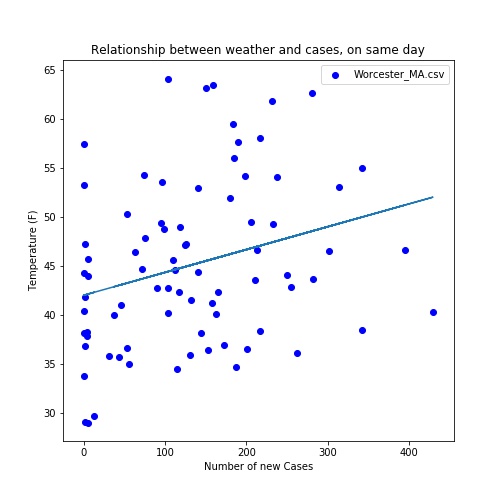 Relationship between weather and cases, on same day
Worcester_MA.csv
Temperature (F)
65
60
55
50
45
40
35
30
0 100 200 300 400
Number of new Cases